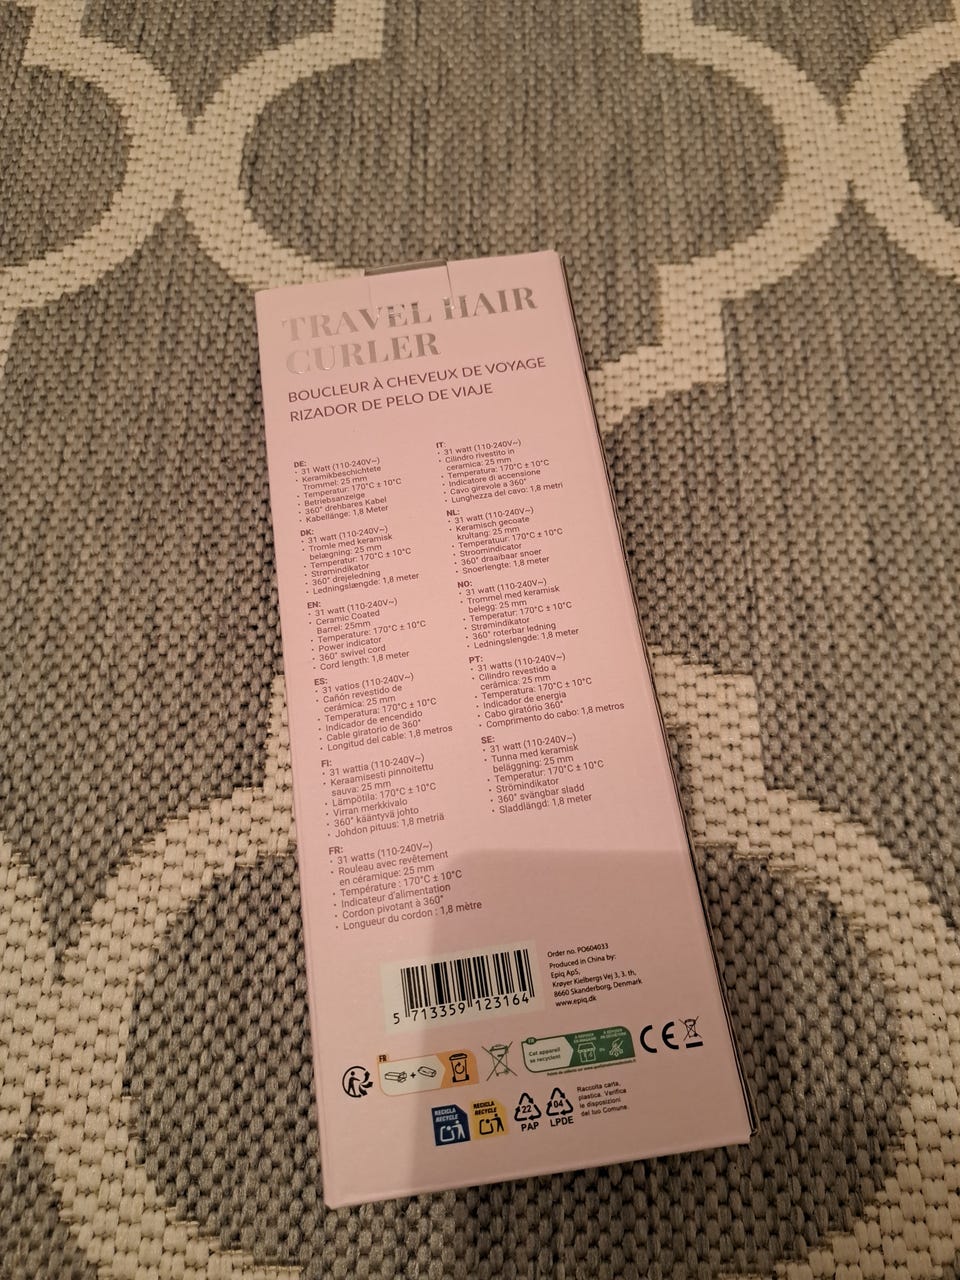 TRAVEL HAIR
CURLER
BOUCLEUR À CHEVEUX DE VOYAGE
RIZADOR DE PELO DE VIAJE
DE:
• 31 Watt (110-240V~)
• Keramikbeschichtete
Trommel: 25 mm
• Temperatur: 170°C ± 10°C
• Betriebsanzeige
• 360° drehbares Kabel
• Kabellänge: 1,8 Meter
DK:
• 31 watt (110-240V~)
• Tromle med keramisk
belægning: 25 mm
• Temperatur: 170°C ± 10°C
• Strømindikator
• 360° drejeledning
• Ledningslængde: 1,8 meter
EN:
• 31 watt (110-240V~)
• Ceramic Coated
Barrel: 25mm
• Temperature: 170°C ± 10°C
• Power indicator
• 360° swivel cord
• Cord length: 1,8 meter
ES:
• 31 vatios (110-240V~)
• Cañón revestido de
cerámica: 25 mm
• Temperatura: 170°C ± 10°C
• Indicador de encendido
• Cable giratorio de 360°
• Longitud del cable: 1,8 metros
FI:
• 31 wattia (110-240V~)
• Keraamisesti pinnoitettu
sauva: 25 mm
• Lämpötila: 170°C ± 10°C
• Virran merkkivalo
• 360° kääntyvä johto
• Johdon pituus: 1,8 metriä
FR:
• 31 watts (110-240V~)
• Rouleau avec revêtement
en céramique: 25 mm
• Température : 170°C ± 10°C
• Indicateur d'alimentation
• Cordon pivotant à 360°
• Longueur du cordon : 1,8 mètre
IT:
• 31 watt (110-240V~)
• Cilindro rivestito in
ceramica: 25 mm
• Temperatura: 170°C ± 10°C
• Indicatore di accensione
• Cavo girevole a 360°
• Lunghezza del cavo: 1,8 metri
NL:
• 31 watt (110-240V~)
• Keramisch gecoate
krultang: 25 mm
• Temperatuur: 170°C ± 10°C
• Stroomindicator
• 360° draaibaar snoer
• Snoerlengte: 1,8 meter
NO:
• 31 watt (110-240V~)
• Trommel med keramisk
belegg: 25 mm
• Temperatur: 170°C ± 10°C
• Strømindikator
• 360° roterbar ledning
• Ledningslengde: 1,8 meter
PT:
• 31 watts (110-240V~)
• Cilindro revestido a
cerâmica: 25 mm
• Temperatura: 170°C ± 10°C
• Indicador de energia
• Cabo giratório 360°
• Comprimento do cabo: 1,8 metros
SE:
• 31 watt (110-240V~)
• Tunna med keramisk
beläggning: 25 mm
• Temperatur: 170°C ± 10°C
• Strömindikator
• 360° svängbar sladd
• Sladdlängd: 1,8 meter
5 713359 123164
Order no. PO604033
Produced in China by:
Epiq ApS,
Krøyer Kielbergs Vej 3, 3. th,
8660 Skanderborg, Denmark
www.epiq.dk
FR
+
FR
Cet appareil
se recycle
À DÉPOSER
EN MAGASIN
OU
À DÉPOSER
EN DÉCHÈTERIE
CE
RECICLA
RECYCLE
RECICLA
RECYCLE
22
PAP
04
LPDE
Raccolta carta,
plastica. Verifica
le disposizioni
del tuo Comune.